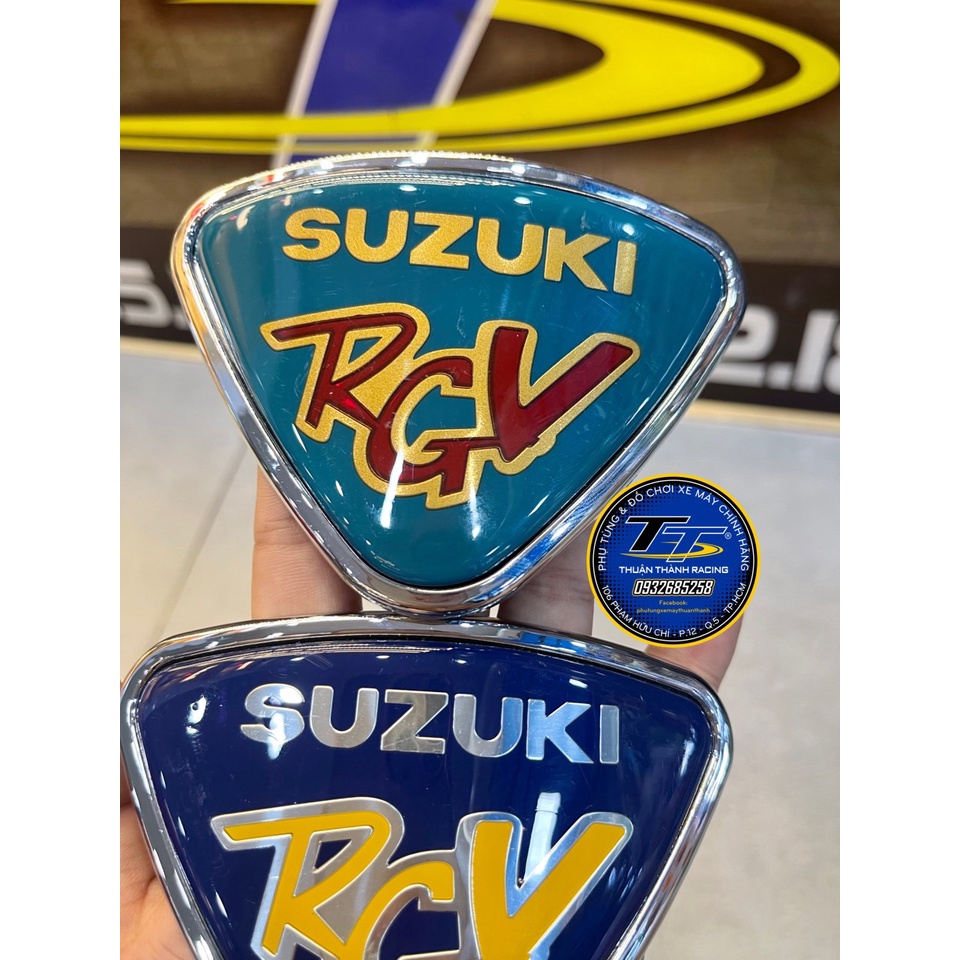 SUZUKI
RGV
PHỤ TÙNG & ĐỒ CHƠI XE MÁY CHÍNH HÃNG
TT®
THUẬN THÀNH RACING
0932685258
Facebook:
phutungxemaythuanthanh
106 PHẠM HỮU CHÍ - P.12 - Q.5 - TP.HCM
SUZUKI
RGV